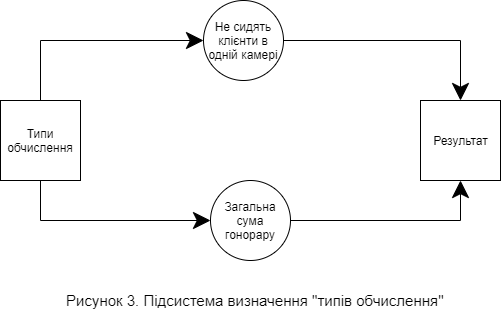 Не сидять
клієнти в
одній камері
Типи
обчислення
Результат
Загальна
сума
гонорару
Рисунок 3. Підсистема визначення "типів обчислення"